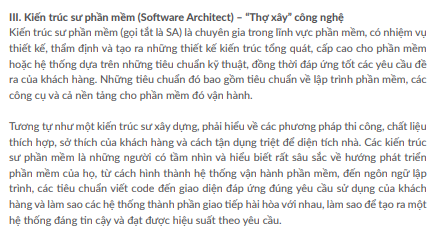 III. Kiến trúc sư phần mềm (Software Architect) – “Thợ xây” công nghệ
Kiến trúc sư phần mềm (gọi tắt là SA) là chuyên gia trong lĩnh vực phần mềm, có nhiệm vụ
thiết kế, thẩm định và tạo ra những thiết kế kiến trúc tổng quát, cấp cao cho phần mềm
hoặc hệ thống dựa trên những tiêu chuẩn kỹ thuật, đồng thời đáp ứng tốt các yêu cầu đề
ra của khách hàng. Những tiêu chuẩn đó bao gồm tiêu chuẩn về lập trình phần mềm, các
công cụ và cả nền tảng cho phần mềm đó vận hành.
Tương tự như một kiến trúc sư xây dựng, phải hiểu về các phương pháp thi công, chất liệu
thích hợp, sở thích của khách hàng và cách tận dụng triệt để diện tích nhà. Các kiến trúc
sư phần mềm là những người có tầm nhìn và hiểu biết rất sâu sắc về hướng phát triển
phần mềm của họ, từ cách hình thành hệ thống vận hành phần mềm, đến ngôn ngữ lập
trình, các tiêu chuẩn viết code đến giao diện đáp ứng đúng yêu cầu sử dụng của khách
hàng và làm sao các hệ thống thành phần giao tiếp hài hòa với nhau, làm sao để tạo ra một
hệ thống đáng tin cậy và đạt được hiệu suất theo yêu cầu.